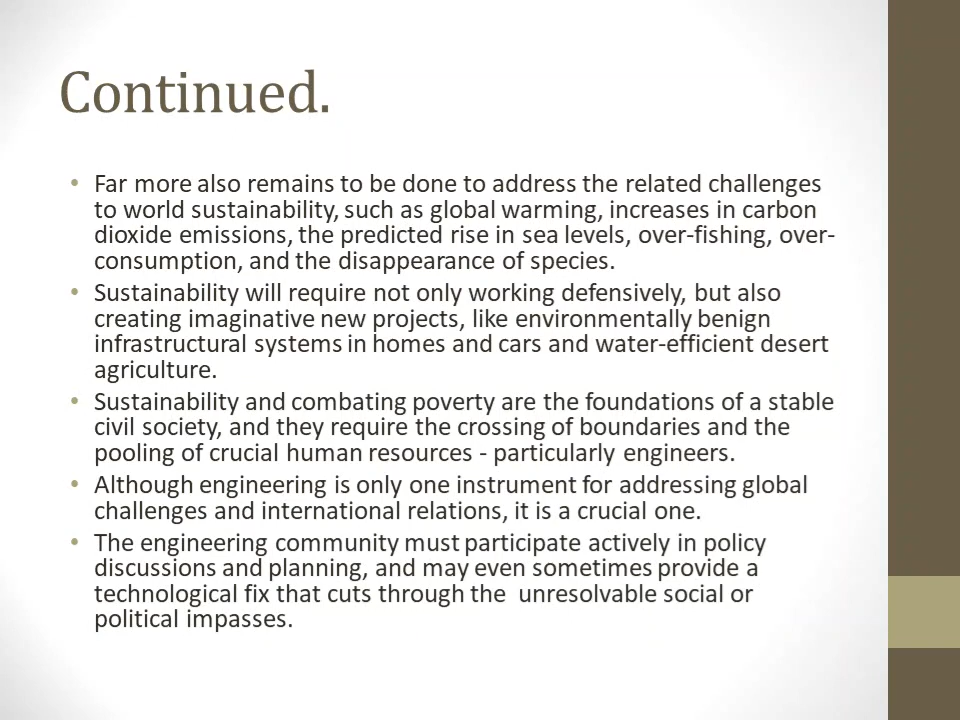 Continued.
• Far more also remains to be done to address the related challenges
to world sustainability, such as global warming, increases in carbon
dioxide emissions, the predicted rise in sea levels, over-fishing, over-
consumption, and the disappearance of species.
• Sustainability will require not only working defensively, but also
creating imaginative new projects, like environmentally benign
infrastructural systems in homes and cars and water-efficient desert
agriculture.
• Sustainability and combating poverty are the foundations of a stable
civil society, and they require the crossing of boundaries and the
pooling of crucial human resources - particularly engineers.
• Although engineering is only one instrument for addressing global
challenges and international relations, it is a crucial one.
• The engineering community must participate actively in policy
discussions and planning, and may even sometimes provide a
technological fix that cuts through the  unresolvable social or
political impasses.